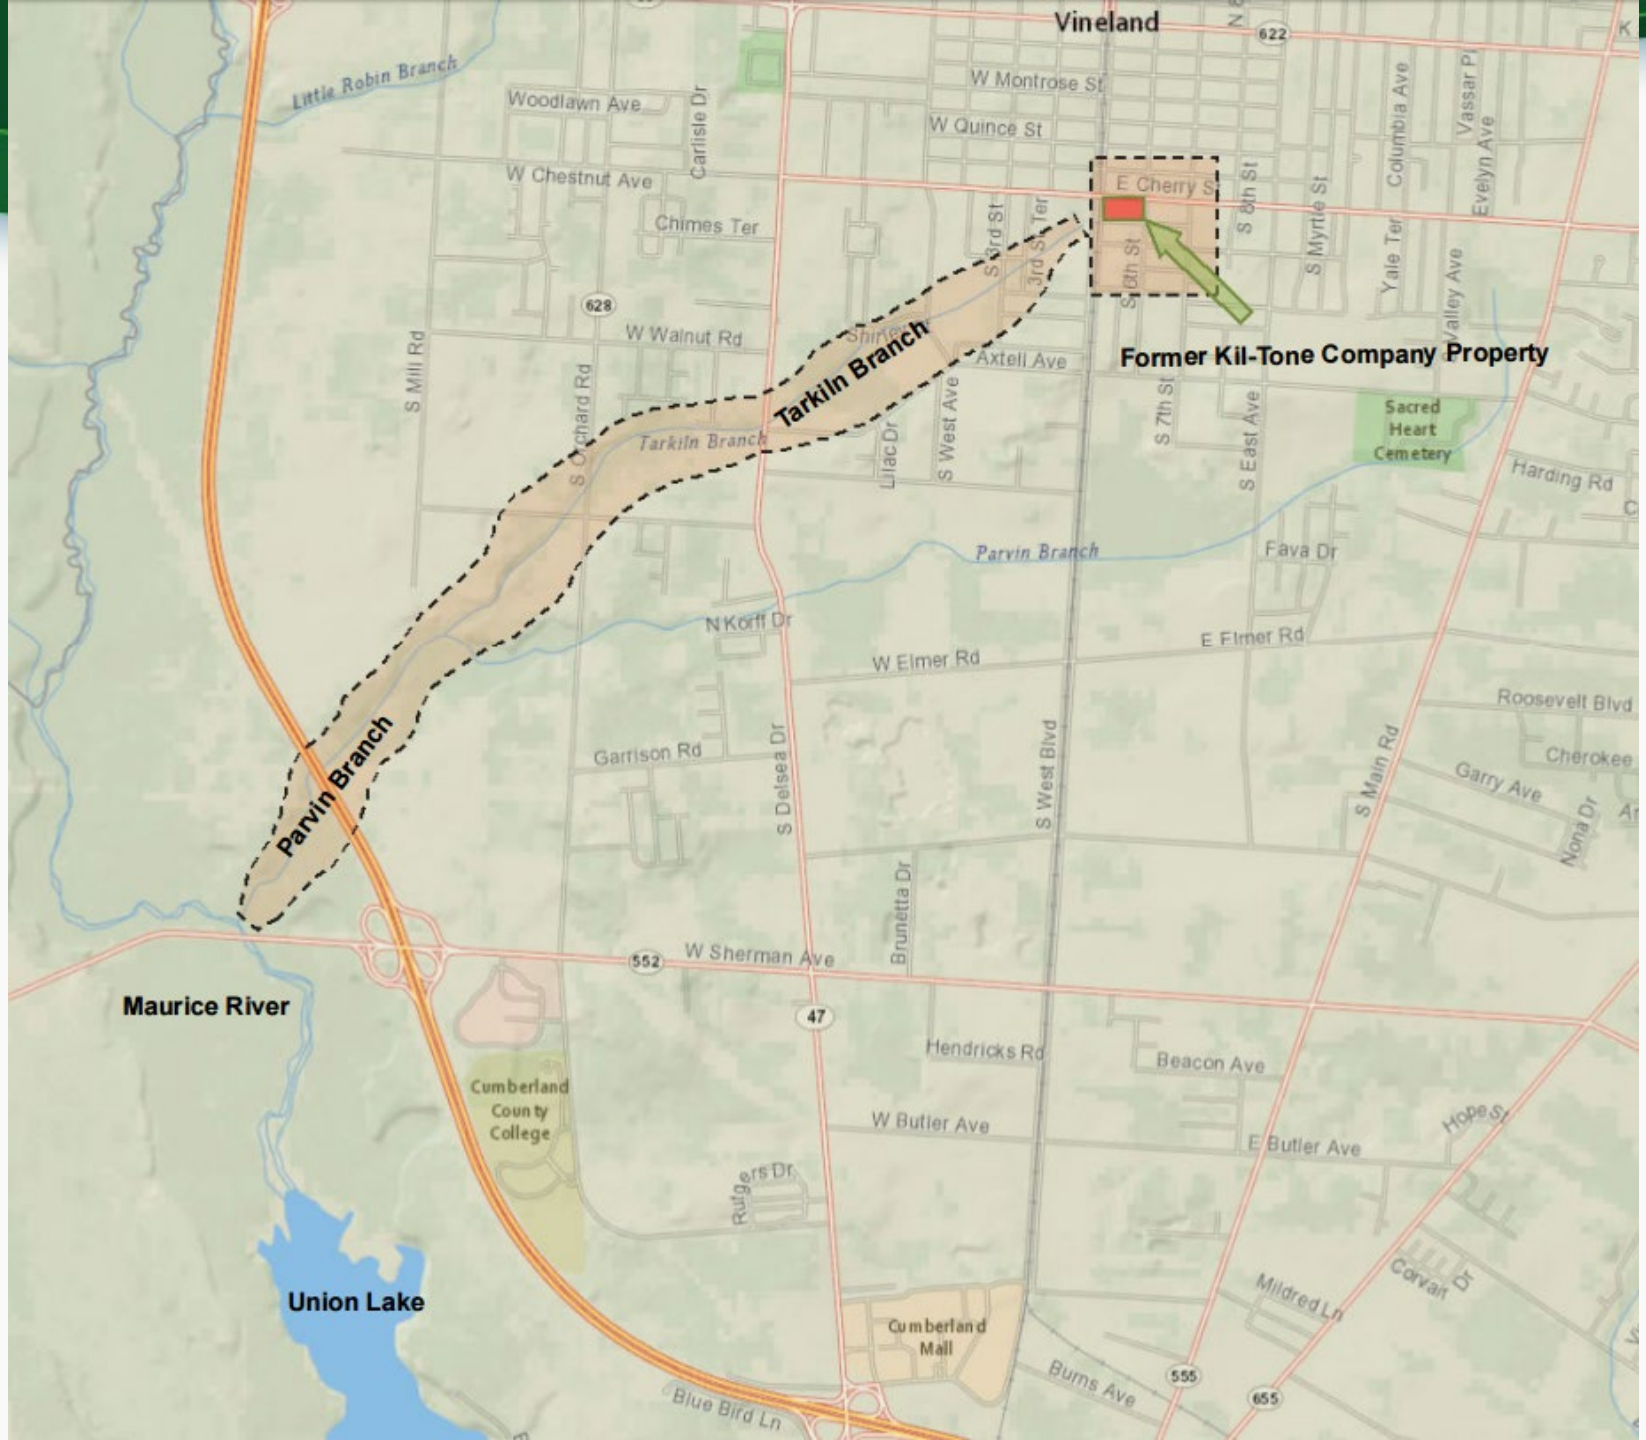 Vineland
622
Little Robin Branch
Woodlawn Ave
Carlisle Dr
W Montrose St
W Quince St
Columbia Ave
Vassar Pl
Evelyn Ave
K
W Chestnut Ave
E Cherry St
S 8th St
S Myrtle St
Yale Ter
Chimes Ter
S 3rd St
3rd St Ter
S 6th St
Valley Ave
628
S Mill Rd
W Walnut Rd
Axtell Ave
Tarkiln Branch
Former Kil-Tone Company Property
S Orchard Rd
Tarkiln Branch
Lilac Dr
S West Ave
S 7th St
S East Ave
Sacred
Heart
Cemetery
Harding Rd
Parvin Branch
Fava Dr
N Korff Dr
W Elmer Rd
E Elmer Rd
Roosevelt Blvd
Cherokee
Parvin Branch
Garrison Rd
S Delsea Dr
S West Blvd
S Main Rd
Garry Ave
Nona Dr
Brunetta Dr
552
W Sherman Ave
Maurice River
47
Hendricks Rd
Beacon Ave
Cumberland
County
College
W Butler Ave
E Butler Ave
Hope St
Rutgers Dr
Union Lake
Corvair Dr
Mildred Ln
Cumberland
Mall
Burns Ave
555
655
Blue Bird Ln